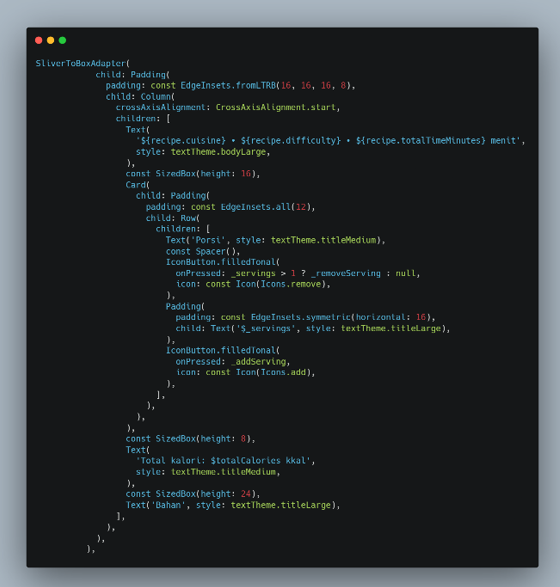 SliverToBoxAdapter(
            child: Padding(
              padding: const EdgeInsets.fromLTRB(16, 16, 16, 8),
              child: Column(
                crossAxisAlignment: CrossAxisAlignment.start,
                children: [
                  Text(
                    '${recipe.cuisine} • ${recipe.difficulty} • ${recipe.totalTimeMinutes} menit',
                    style: textTheme.bodyLarge,
                  ),
                  const SizedBox(height: 16),
                  Card(
                    child: Padding(
                      padding: const EdgeInsets.all(12),
                      child: Row(
                        children: [
                          Text('Porsi', style: textTheme.titleMedium),
                          const Spacer(),
                          IconButton.filledTonal(
                            onPressed: _servings > 1 ? _removeServing : null,
                            icon: const Icon(Icons.remove),
                          ),
                          Padding(
                            padding: const EdgeInsets.symmetric(horizontal: 16),
                            child: Text('$_servings', style: textTheme.titleLarge),
                          ),
                          IconButton.filledTonal(
                            onPressed: _addServing,
                            icon: const Icon(Icons.add),
                          ),
                        ],
                      ),
                    ),
                  ),
                  const SizedBox(height: 8),
                  Text(
                    'Total kalori: $totalCalories kkal',
                    style: textTheme.titleMedium,
                  ),
                  const SizedBox(height: 24),
                  Text('Bahan', style: textTheme.titleLarge),
                ],
              ),
            ),
          ),